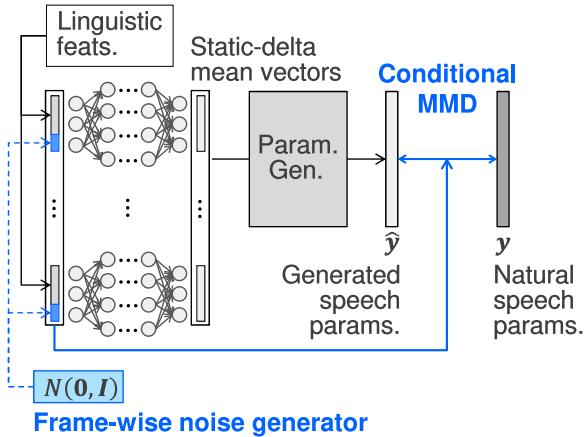 Linguistic
feats.
Static-delta
mean vectors
Conditional
MMD
Param.
Gen.
ŷ
y
Generated
speech
params.
Natural
speech
params.
N(0, I)
Frame-wise noise generator